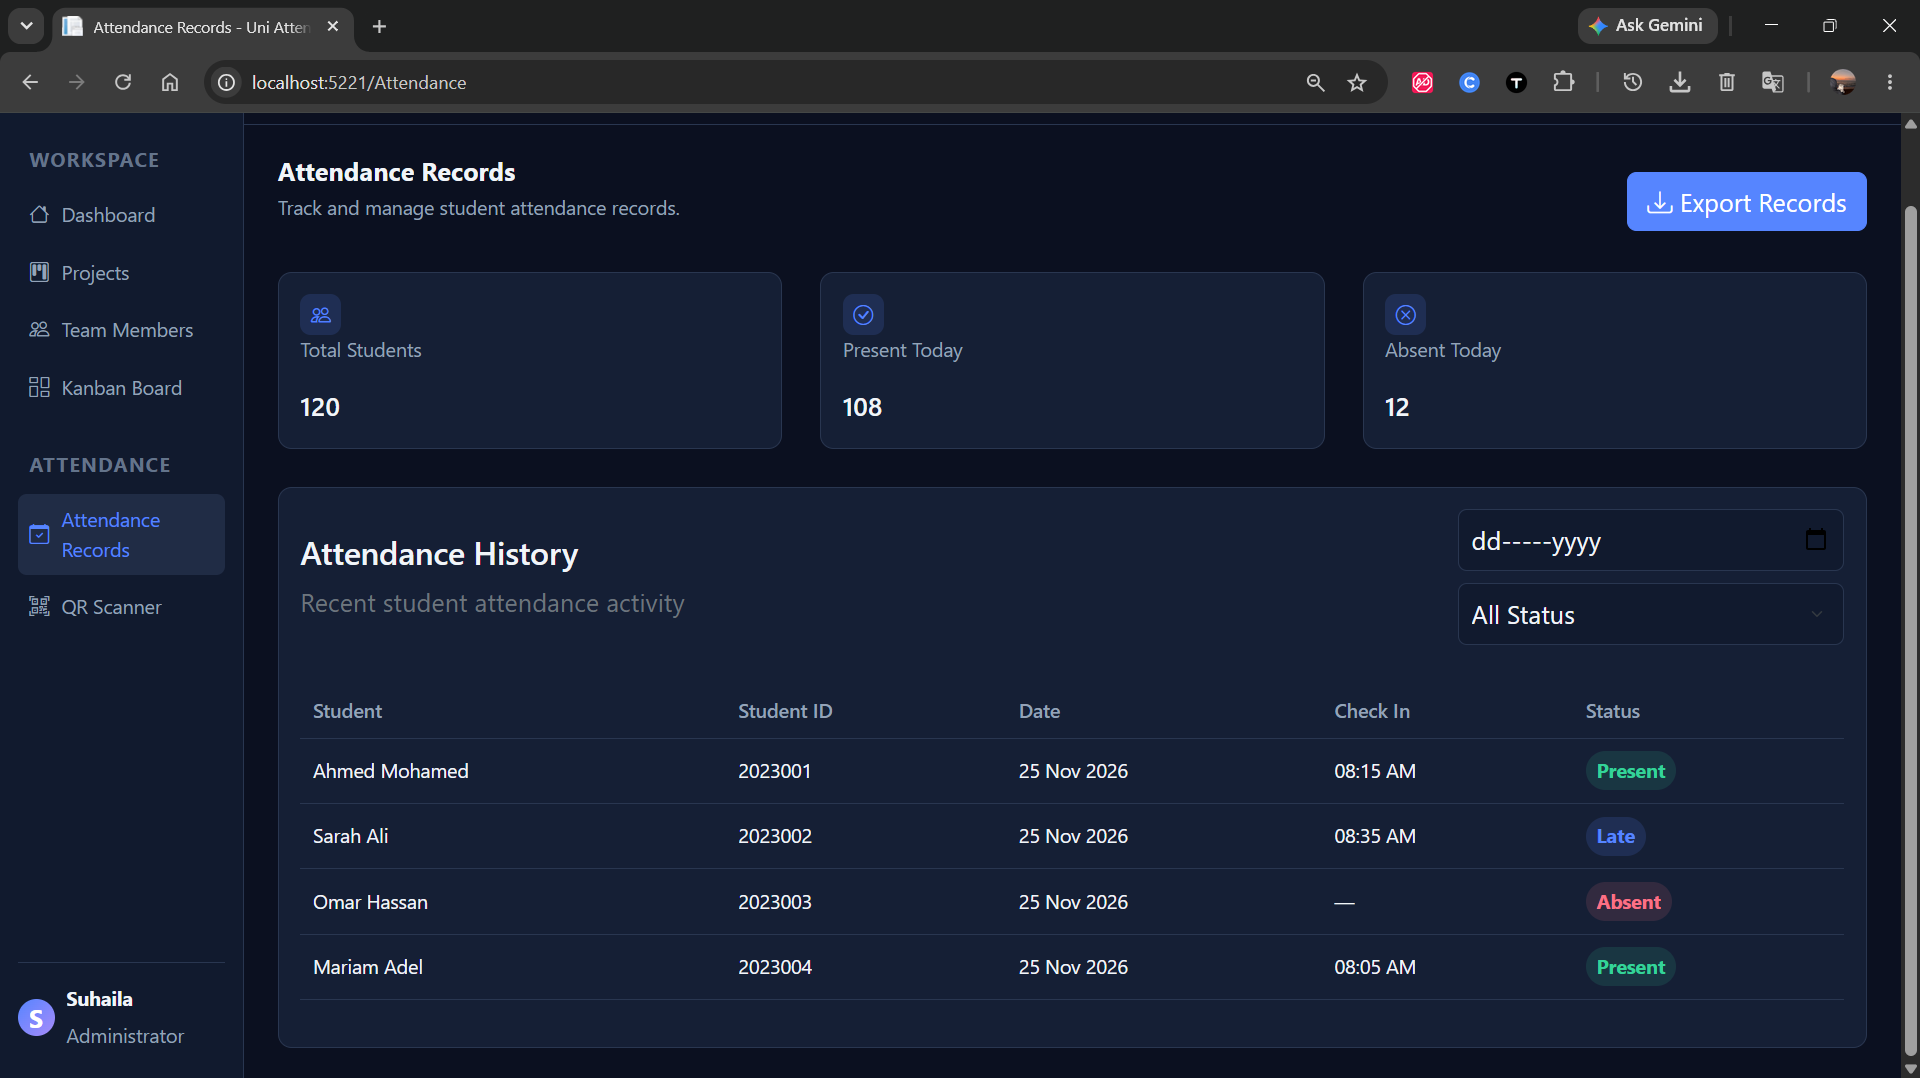 Attendance Records - Uni Atten
Ask Gemini
localhost:5221/Attendance
WORKSPACE
Dashboard
Projects
Team Members
Kanban Board
ATTENDANCE
Attendance
Records
QR Scanner
S
Suhaila
Administrator
Attendance Records
Track and manage student attendance records.
Export Records
Total Students
120
Present Today
108
Absent Today
12
Attendance History
Recent student attendance activity
dd-----yyyy
All Status
Student Student ID Date Check In Status
Ahmed Mohamed 2023001 25 Nov 2026 08:15 AM Present
Sarah Ali 2023002 25 Nov 2026 08:35 AM Late
Omar Hassan 2023003 25 Nov 2026 — Absent
Mariam Adel 2023004 25 Nov 2026 08:05 AM Present